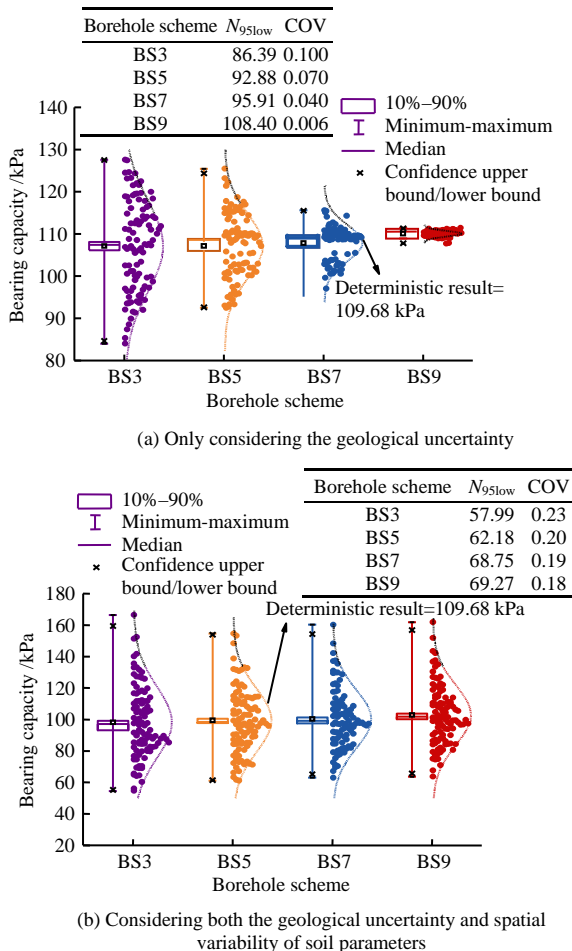 Borehole scheme N95low COV
BS3 86.39 0.100
BS5 92.88 0.070
BS7 95.91 0.040
BS9 108.40 0.006
10%–90%
Minimum-maximum
Median
Confidence upper
bound/lower bound
Bearing capacity /kPa
140
130
120
110
100
90
80
Deterministic result=
109.68 kPa
BS3 BS5 BS7 BS9
Borehole scheme
(a) Only considering the geological uncertainty
Borehole scheme N95low COV
BS3 57.99 0.23
BS5 62.18 0.20
BS7 68.75 0.19
BS9 69.27 0.18
10%–90%
Minimum-maximum
Median
Confidence upper
bound/lower bound
Deterministic result=109.68 kPa
Bearing capacity /kPa
180
160
140
120
100
80
60
40
20
BS3 BS5 BS7 BS9
Borehole scheme
(b) Considering both the geological uncertainty and spatial
variability of soil parameters